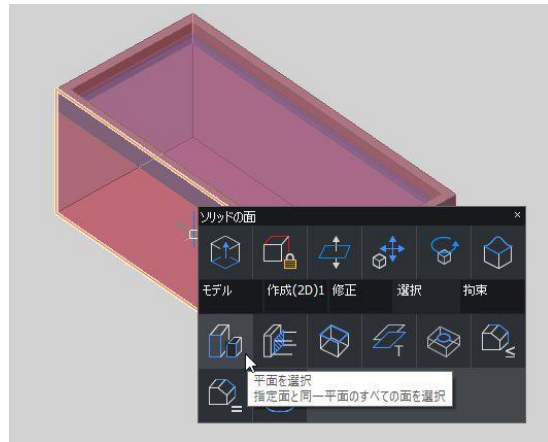 ソリッドの面
モデル 作成(2D)1 修正 選択 拘束
T
平面を選択
指定面と同一平面のすべての面を選択